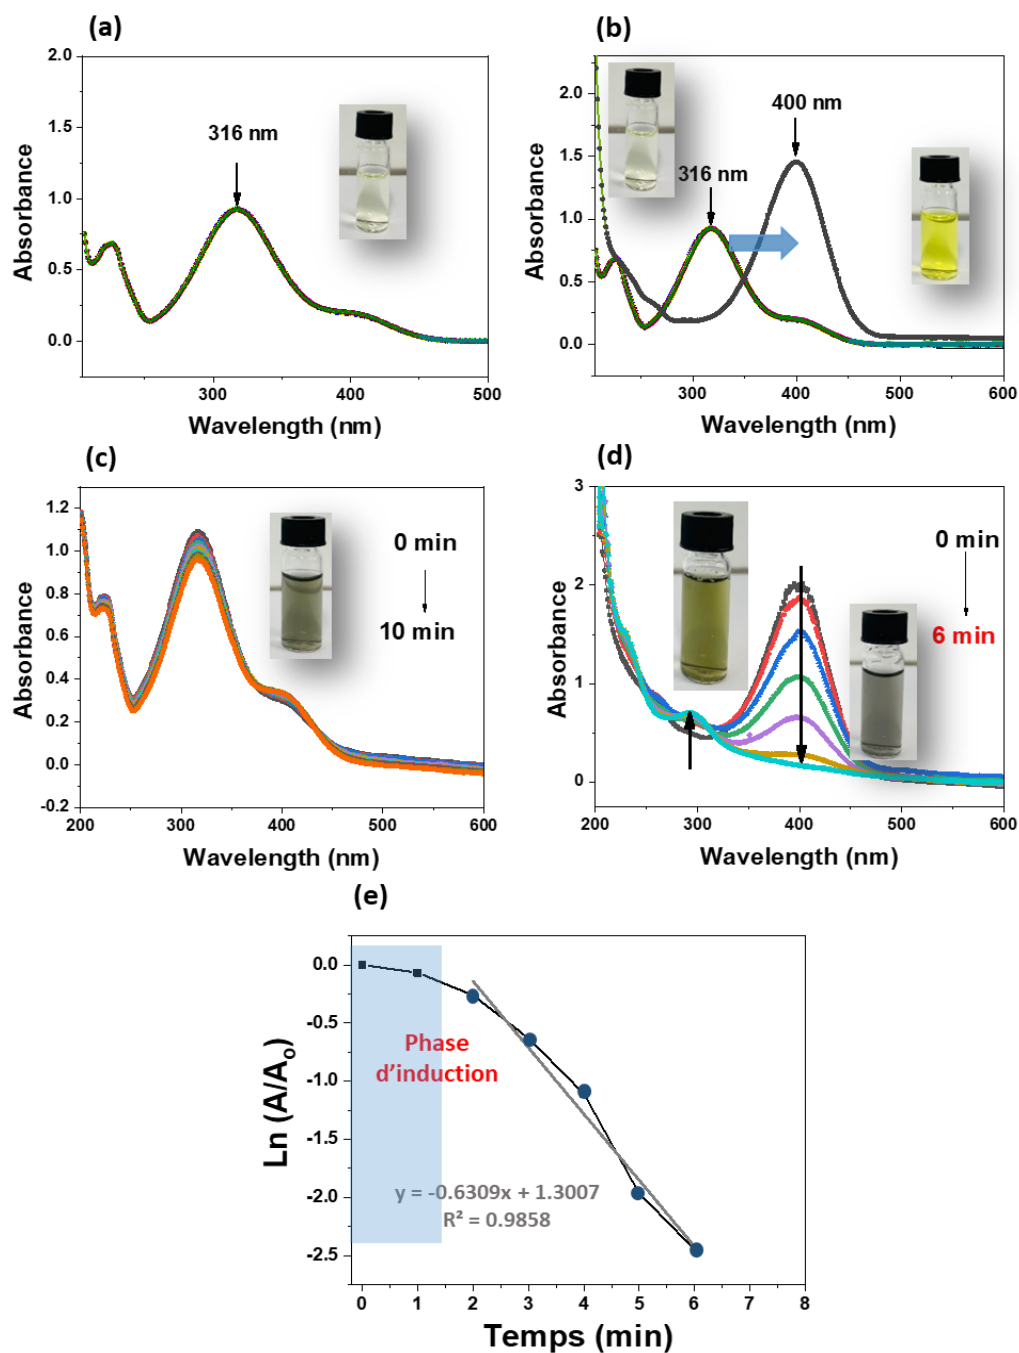 (a)
2.0
1.5
1.0
0.5
0.0
Absorbance
316 nm
300
400
500
Wavelength (nm)
(b)
2.0
1.5
1.0
0.5
0.0
Absorbance
316 nm
400 nm
300
400
500
600
Wavelength (nm)
(c)
1.2
1.0
0.8
0.6
0.4
0.2
0.0
-0.2
Absorbance
0 min
10 min
200
300
400
500
600
Wavelength (nm)
(d)
3
2
1
0
Absorbance
0 min
6 min
200
300
400
500
600
Wavelength (nm)
(e)
0.0
-0.5
-1.0
-1.5
-2.0
-2.5
Ln (A/A₀)
Phase
d’induction
y = -0.6309x + 1.3007
R² = 0.9858
0
1
2
3
4
5
6
7
8
Temps (min)